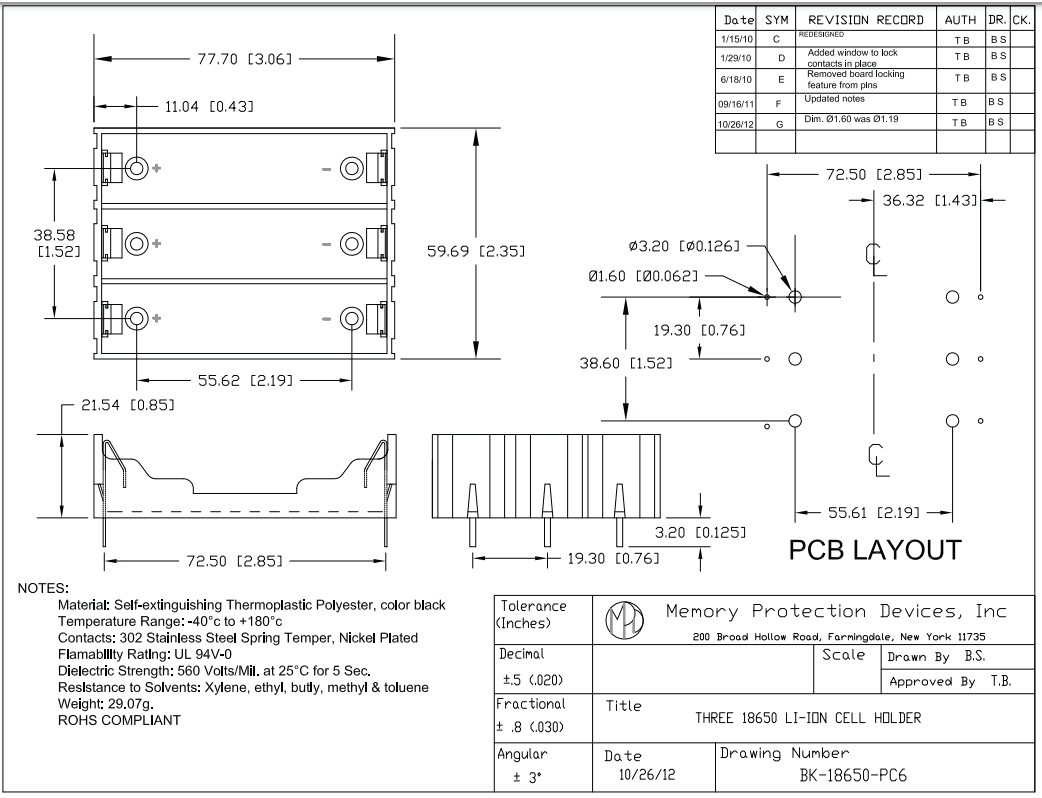 Date SYM REVISION RECORD AUTH DR. CK.
1/15/10 C REDESIGNED T B B S
1/29/10 D Added window to lock contacts in place T B B S
6/18/10 E Removed board locking feature from pins T B B S
09/16/11 F Updated notes T B B S
10/26/12 G Dim. Ø1.60 was Ø1.19 T B B S
77.70 [3.06]
11.04 [0.43]
+ -
+ -
+ -
38.58
[1.52]
59.69 [2.35]
55.62 [2.19]
21.54 [0.85]
72.50 [2.85]
3.20 [0.125]
19.30 [0.76]
72.50 [2.85]
36.32 [1.43]
Ø3.20 [Ø0.126]
Ø1.60 [Ø0.062]
19.30 [0.76]
38.60 [1.52]
CL
CL
55.61 [2.19]
PCB LAYOUT
NOTES:
Material: Self-extinguishing Thermoplastic Polyester, color black
Temperature Range: -40°c to +180°c
Contacts: 302 Stainless Steel Spring Temper, Nickel Plated
Flamability Rating: UL 94V-0
Dielectric Strength: 560 Volts/Mil. at 25°C for 5 Sec.
Resistance to Solvents: Xylene, ethyl, butly, methyl & toluene
Weight: 29.07g.
ROHS COMPLIANT
Tolerance
(Inches)
MPD Memory Protection Devices, Inc
200 Broad Hollow Road, Farmingdale, New York 11735
Decimal
±.5 (.020)
Scale
Drawn By B.S.
Approved By T.B.
Fractional
± .8 (.030)
Title
THREE 18650 LI-ION CELL HOLDER
Angular
± 3°
Date
10/26/12
Drawing Number
BK-18650-PC6